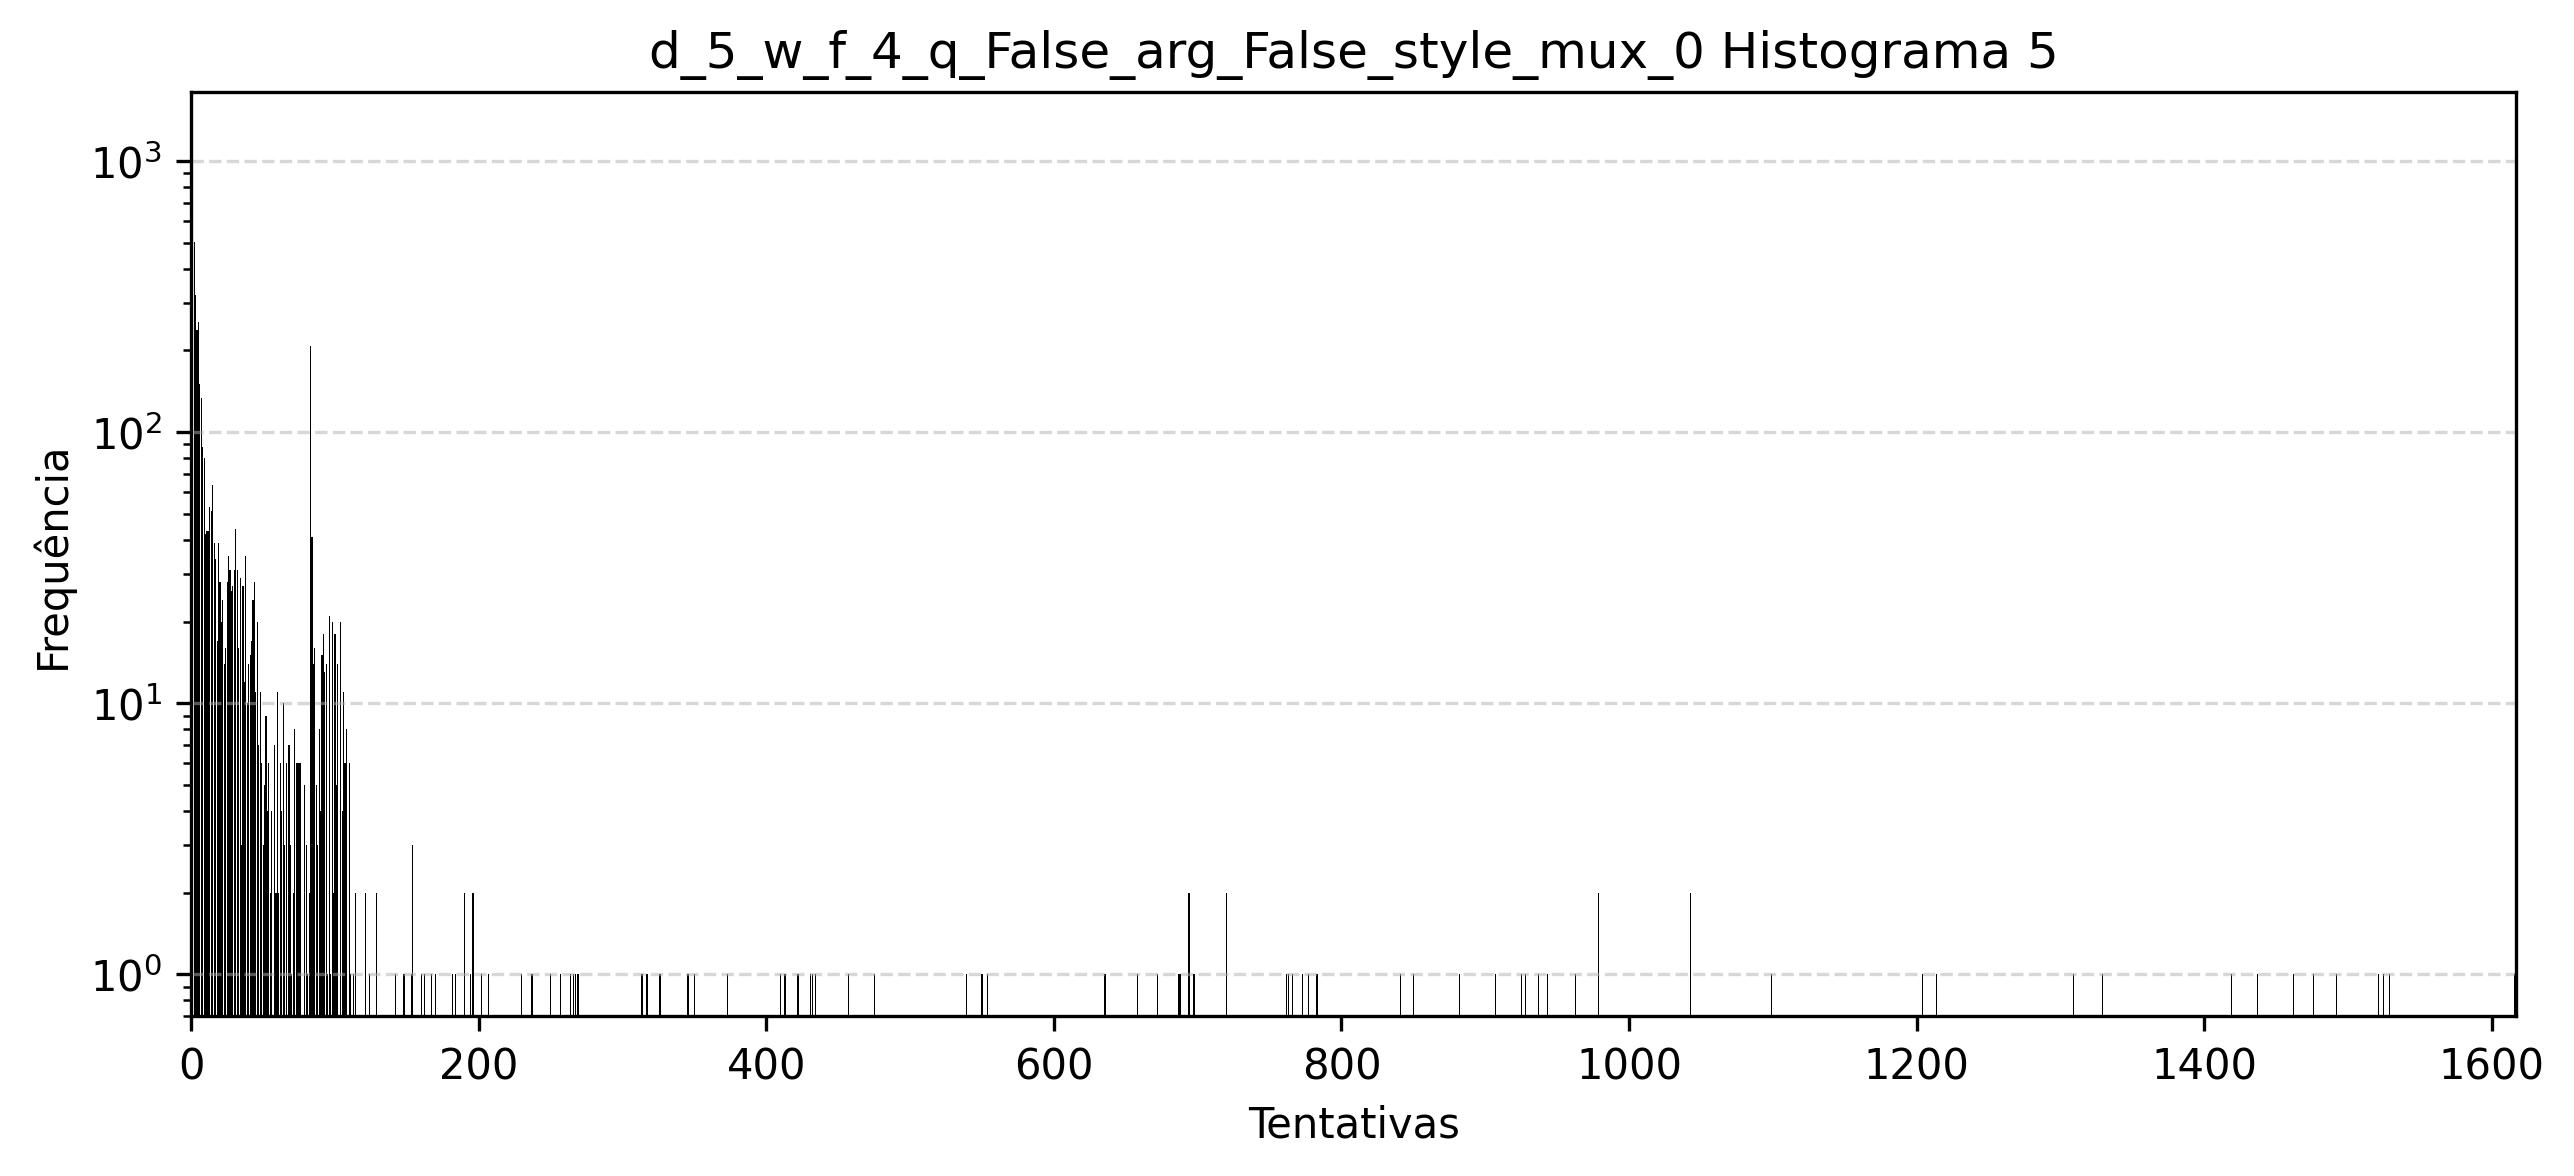 d_5_w_f_4_q_False_arg_False_style_mux_0 Histograma 5
Frequência
10³
10²
10¹
10⁰
0 200 400 600 800 1000 1200 1400 1600
Tentativas